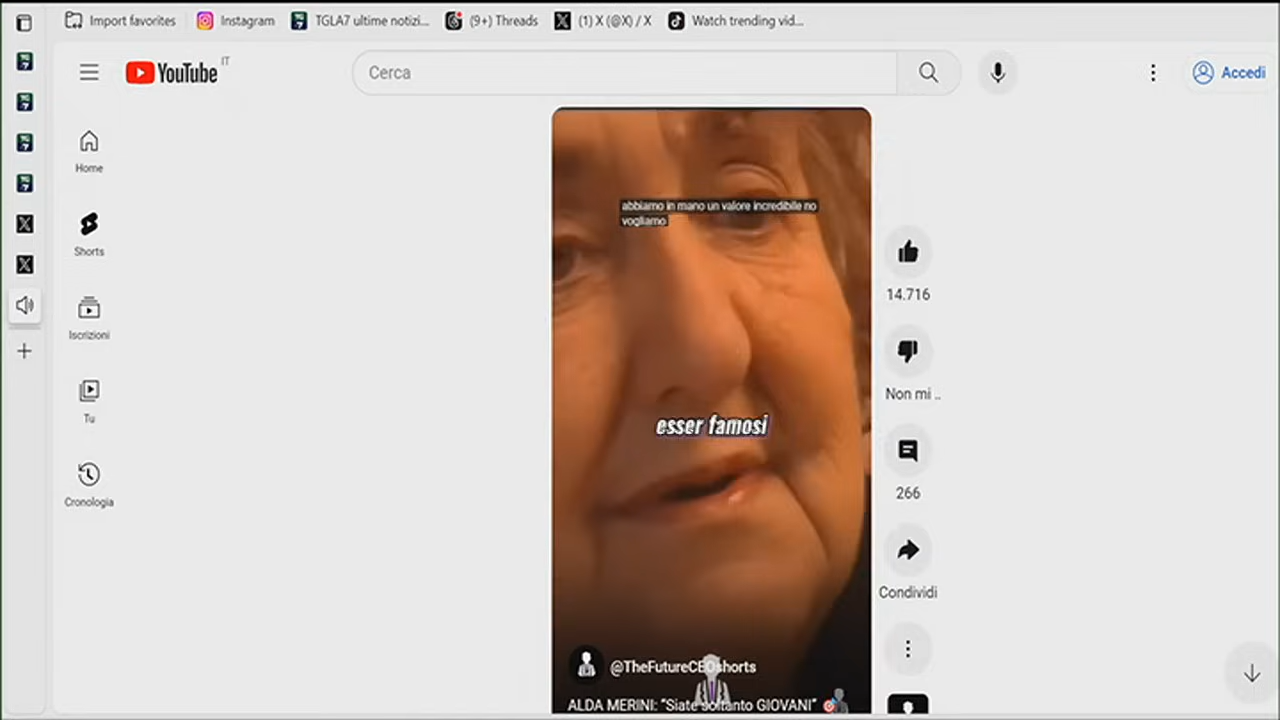 Import favorites
Instagram
TGLA7 ultime notizi...
(9+) Threads
(1) X (@X) / X
Watch trending vid...
YouTube
IT
Cerca
Accedi
Home
Shorts
Iscrizioni
Tu
Cronologia
abbiamo in mano un valore incredibile no
vogliamo
esser famosi
14.716
Non mi ..
266
Condividi
@TheFutureCEOshorts
ALDA MERINI: "Siate soltanto GIOVANI"